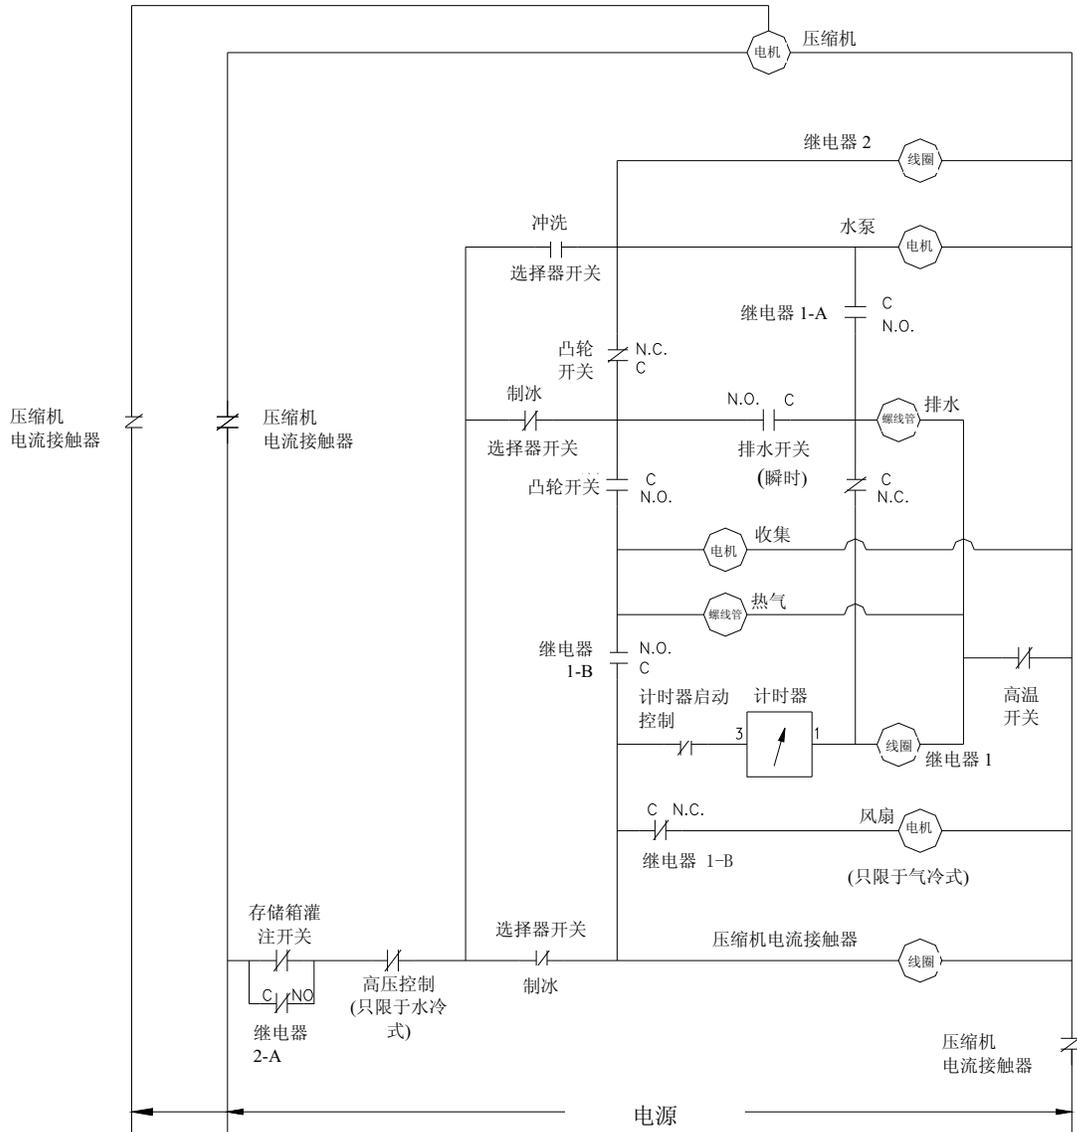 压缩机
电机
继电器 2
线圈
冲洗
选择器开关
水泵
电机
继电器 1-A
C
N.O.
凸轮
开关
N.C.
C
压缩机
电流接触器
压缩机
电流接触器
制冰
选择器开关
N.O.
C
排水开关
(瞬时)
螺线管
排水
凸轮开关
C
N.O.
C
N.C.
电机
收集
螺线管
热气
继电器
1-B
N.O.
C
高温
开关
计时器启动
控制
计时器
3
1
线圈
继电器 1
C
N.C.
继电器 1-B
风扇
电机
(只限于气冷式)
存储箱灌
注开关
C
NO
继电器
2-A
高压控制
(只限于水冷
式)
选择器开关
制冰
压缩机电流接触器
线圈
压缩机
电流接触器
电源